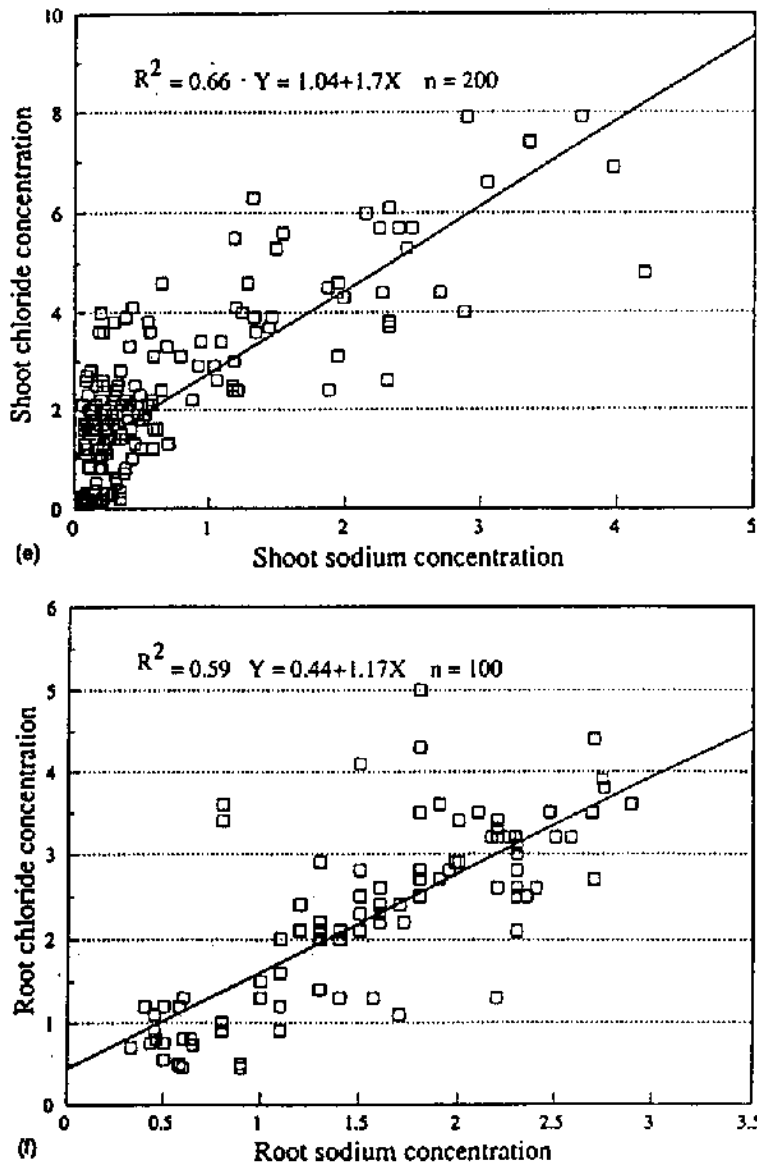 10
R² = 0.66 · Y = 1.04+1.7X n = 200
8
6
4
2
0
Shoot chloride concentration
0 1 2 3 4 5
(e) Shoot sodium concentration
6
R² = 0.59 Y = 0.44+1.17X n = 100
5
4
3
2
1
0
Root chloride concentration
0 0.5 1 1.5 2 2.5 3 3.5
(f) Root sodium concentration